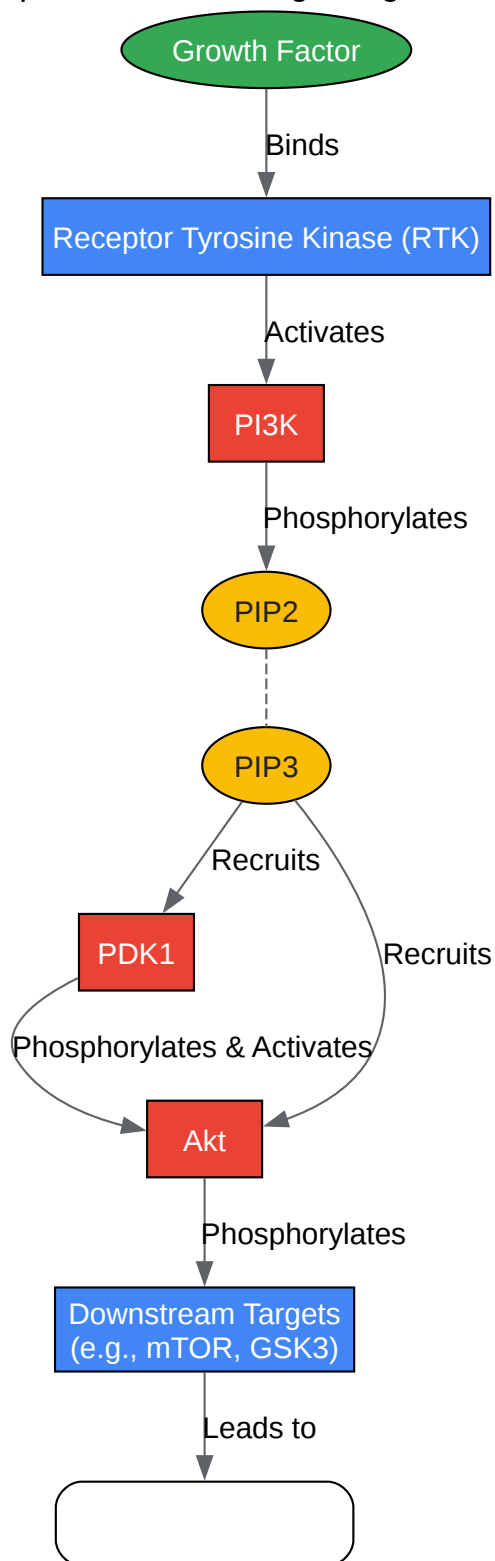 Growth Factor
Binds
Receptor Tyrosine Kinase (RTK)
Activates
PI3K
Phosphorylates
PIP2
PIP3
Recruits
PDK1
Recruits
Phosphorylates & Activates
Akt
Phosphorylates
Downstream Targets
(e.g., mTOR, GSK3)
Leads to